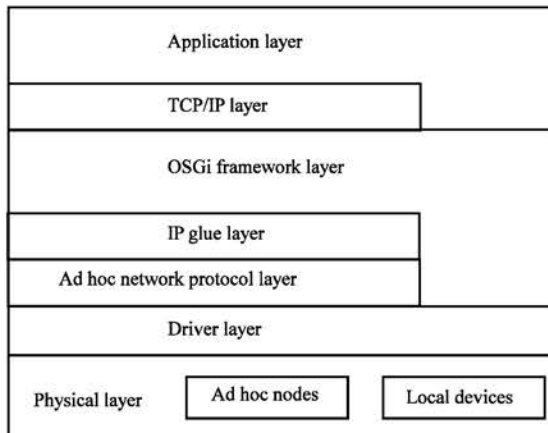 Application layer
TCP/IP layer
OSGi framework layer
IP glue layer
Ad hoc network protocol layer
Driver layer
Physical layer
Ad hoc nodes
Local devices